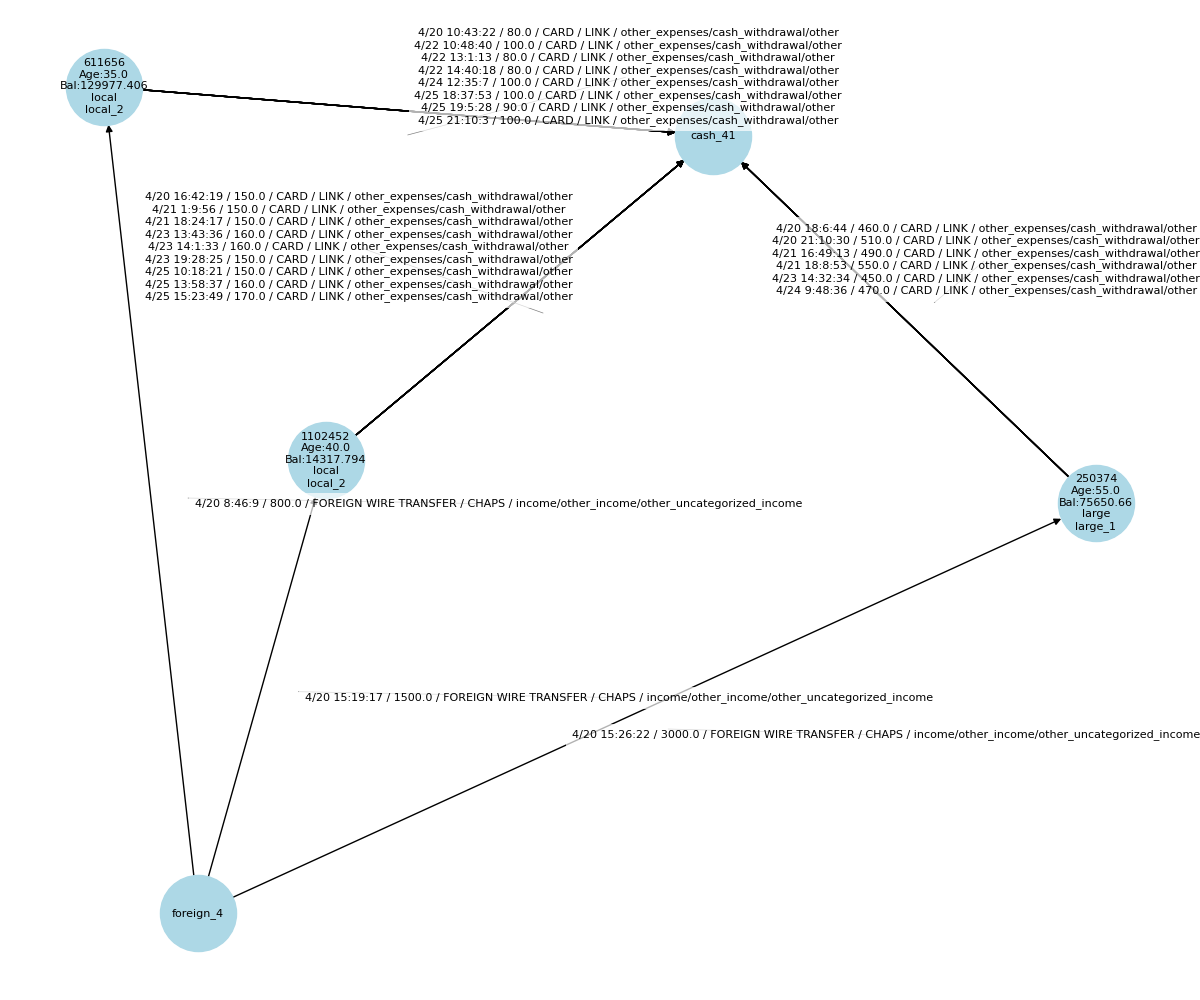 4/20 10:43:22 / 80.0 / CARD / LINK / other_expenses/cash_withdrawal/other
4/22 10:48:40 / 100.0 / CARD / LINK / other_expenses/cash_withdrawal/other
4/22 13:1:13 / 80.0 / CARD / LINK / other_expenses/cash_withdrawal/other
4/22 14:40:18 / 80.0 / CARD / LINK / other_expenses/cash_withdrawal/other
4/24 12:35:7 / 100.0 / CARD / LINK / other_expenses/cash_withdrawal/other
4/25 18:37:53 / 100.0 / CARD / LINK / other_expenses/cash_withdrawal/other
4/25 19:5:28 / 90.0 / CARD / LINK / other_expenses/cash_withdrawal/other
4/25 21:10:3 / 100.0 / CARD / LINK / other_expenses/cash_withdrawal/other
611656
Age:35.0
Bal:129977.406
local
local_2
cash_41
4/20 16:42:19 / 150.0 / CARD / LINK / other_expenses/cash_withdrawal/other
4/21 1:9:56 / 150.0 / CARD / LINK / other_expenses/cash_withdrawal/other
4/21 18:24:17 / 150.0 / CARD / LINK / other_expenses/cash_withdrawal/other
4/23 13:43:36 / 160.0 / CARD / LINK / other_expenses/cash_withdrawal/other
4/23 14:1:33 / 160.0 / CARD / LINK / other_expenses/cash_withdrawal/other
4/23 19:28:25 / 150.0 / CARD / LINK / other_expenses/cash_withdrawal/other
4/25 10:18:21 / 150.0 / CARD / LINK / other_expenses/cash_withdrawal/other
4/25 13:58:37 / 160.0 / CARD / LINK / other_expenses/cash_withdrawal/other
4/25 15:23:49 / 170.0 / CARD / LINK / other_expenses/cash_withdrawal/other
4/20 18:6:44 / 460.0 / CARD / LINK / other_expenses/cash_withdrawal/other
4/20 21:10:30 / 510.0 / CARD / LINK / other_expenses/cash_withdrawal/other
4/21 16:49:13 / 490.0 / CARD / LINK / other_expenses/cash_withdrawal/other
4/21 18:8:53 / 550.0 / CARD / LINK / other_expenses/cash_withdrawal/other
4/23 14:32:34 / 450.0 / CARD / LINK / other_expenses/cash_withdrawal/other
4/24 9:48:36 / 470.0 / CARD / LINK / other_expenses/cash_withdrawal/other
1102452
Age:40.0
Bal:14317.794
local
local_2
250374
Age:55.0
Bal:75650.66
large
large_1
4/20 8:46:9 / 800.0 / FOREIGN WIRE TRANSFER / CHAPS / income/other_income/other_uncategorized_income
4/20 15:19:17 / 1500.0 / FOREIGN WIRE TRANSFER / CHAPS / income/other_income/other_uncategorized_income
4/20 15:26:22 / 3000.0 / FOREIGN WIRE TRANSFER / CHAPS / income/other_income/other_uncategorized_income
foreign_4